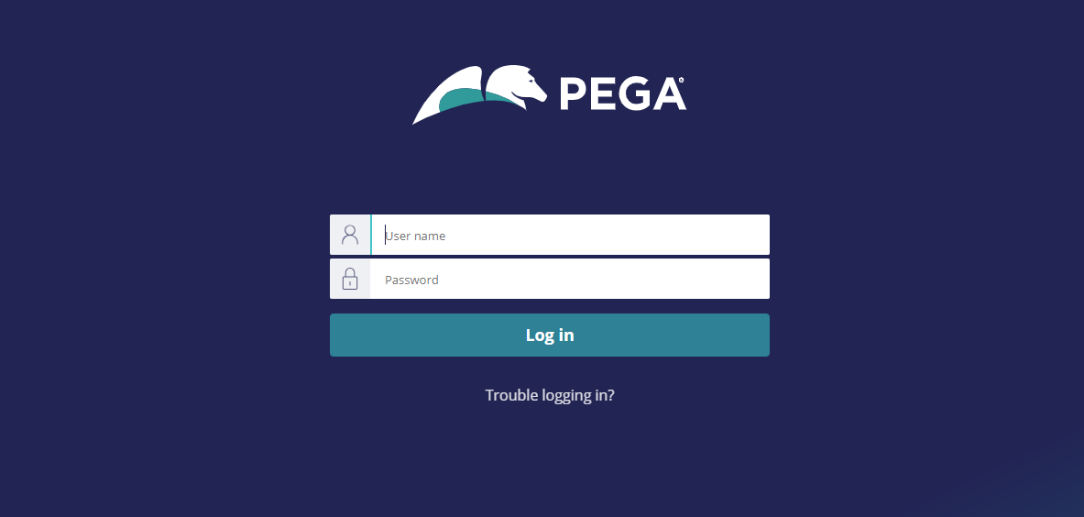 PEGA®
User name
Password
Log in
Trouble logging in?